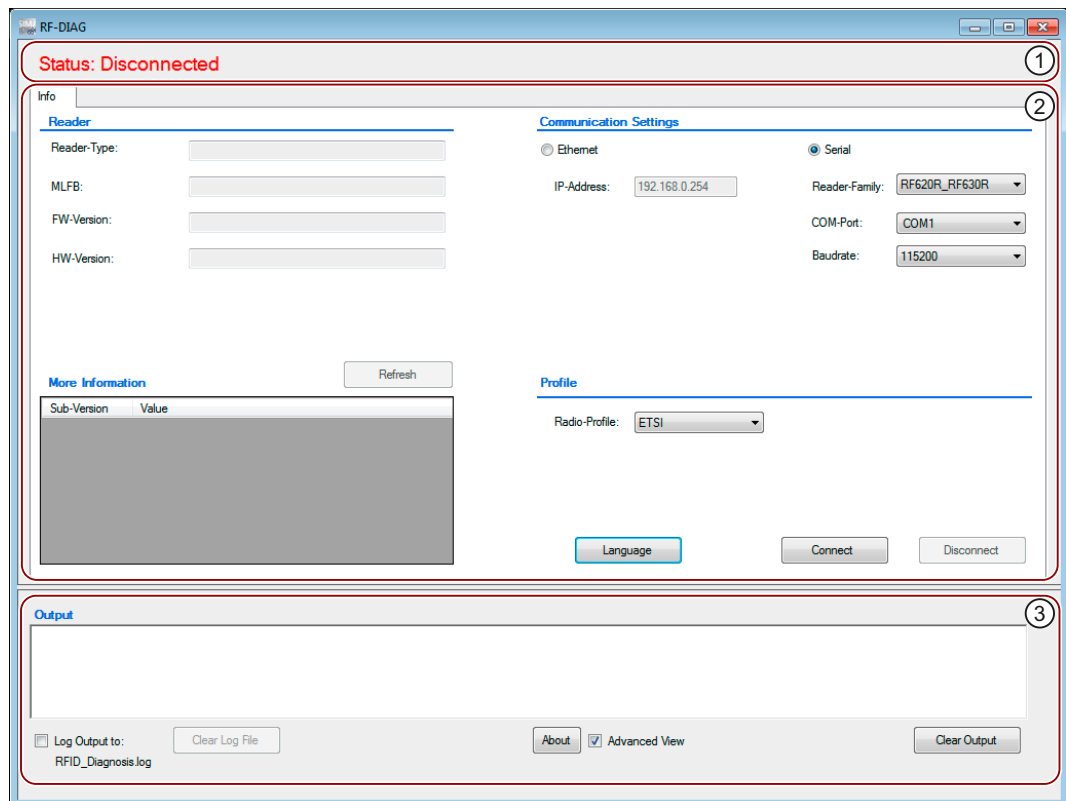 RF-DIAG
Status: Disconnected
1
2
Info
Reader
Reader-Type:
MLFB:
FW-Version:
HW-Version:
Communication Settings
Ethernet
Serial
IP-Address: 192.168.0.254
Reader-Family: RF620R_RF630R
COM-Port: COM1
Baudrate: 115200
More Information
Refresh
Sub-Version Value
Profile
Radio-Profile: ETSI
Language
Connect
Disconnect
3
Output
Log Output to:
RFID_Diagnosis.log
Clear Log File
About
Advanced View
Clear Output